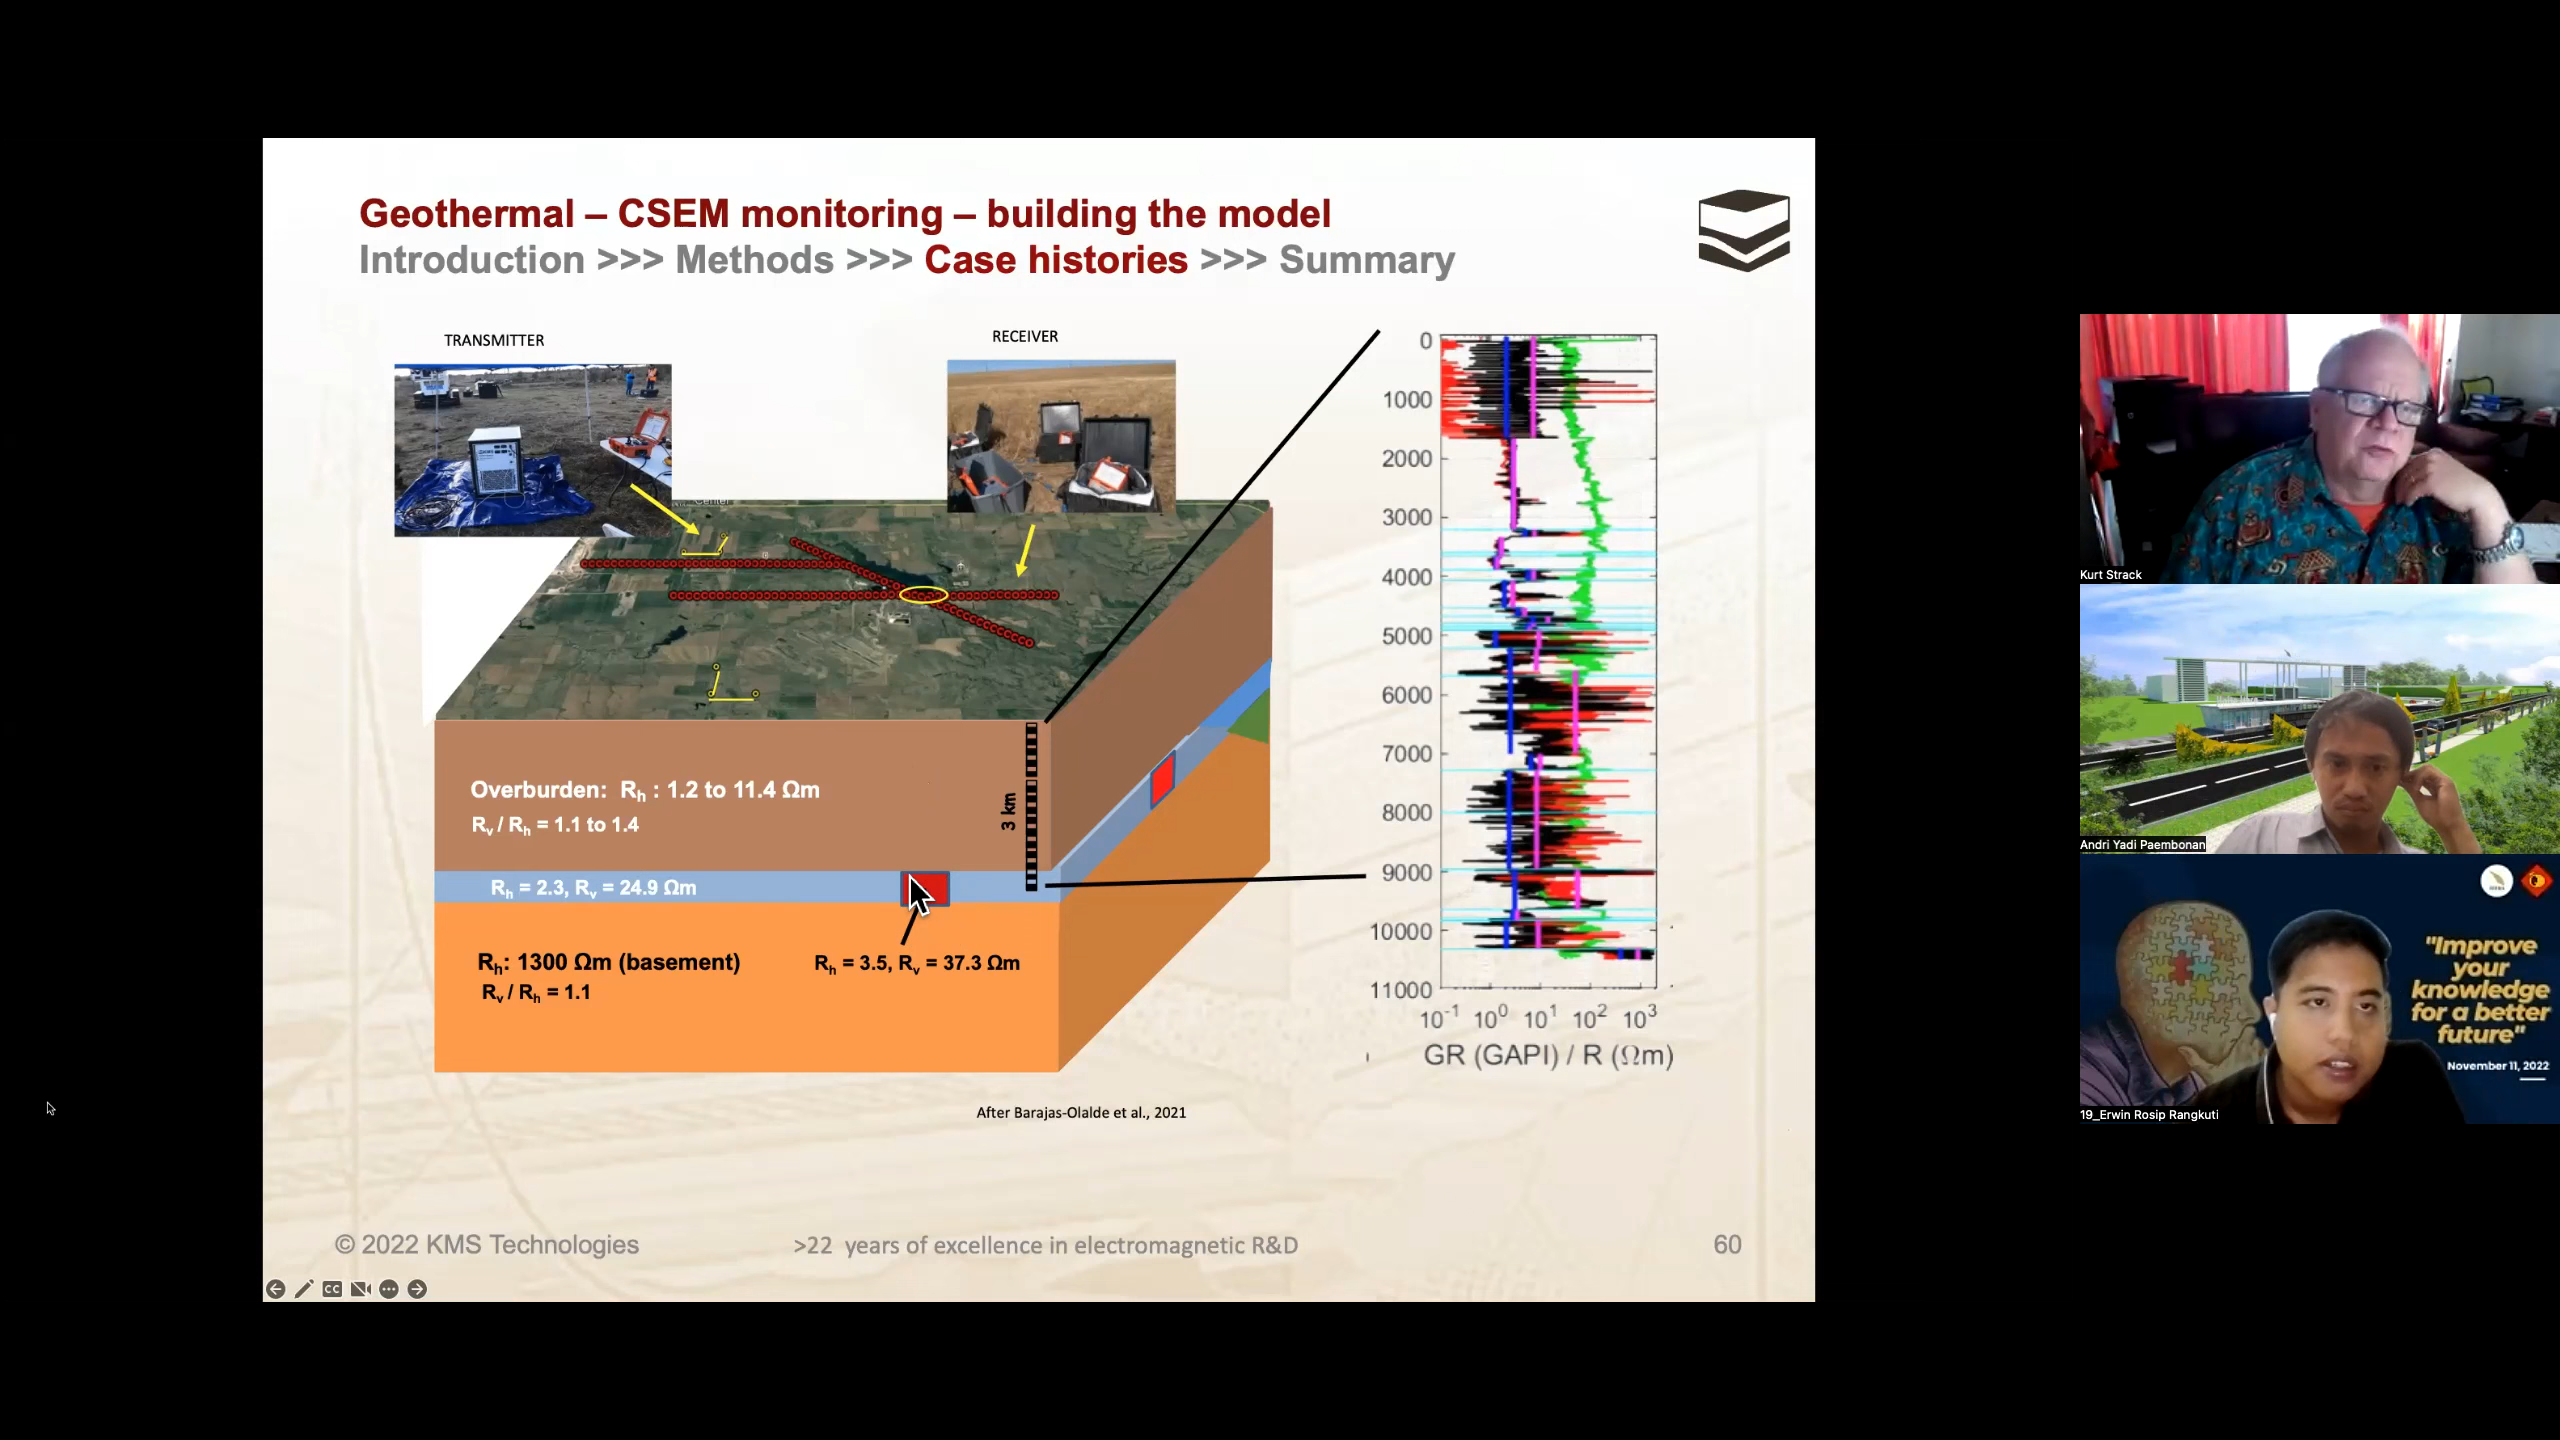 Geothermal – CSEM monitoring – building the model
Introduction >>> Methods >>> Case histories >>> Summary
TRANSMITTER
RECEIVER
Overburden: Rh : 1.2 to 11.4 Ωm
Rv / Rh = 1.1 to 1.4
3 km
Rh = 2.3, Rv = 24.9 Ωm
Rh: 1300 Ωm (basement)
Rv / Rh = 1.1
Rh = 3.5, Rv = 37.3 Ωm
0
1000
2000
3000
4000
5000
6000
7000
8000
9000
10000
11000
10-1 100 101 102 103
GR (GAPI) / R (Ωm)
After Barajas-Olalde et al., 2021
© 2022 KMS Technologies
>22 years of excellence in electromagnetic R&D
60
CC
Kurt Strack
Andri Yadi Paembonan
"Improve
your
knowledge
for a better
future"
November 11, 2022
19_Erwin Rosip Rangkuti